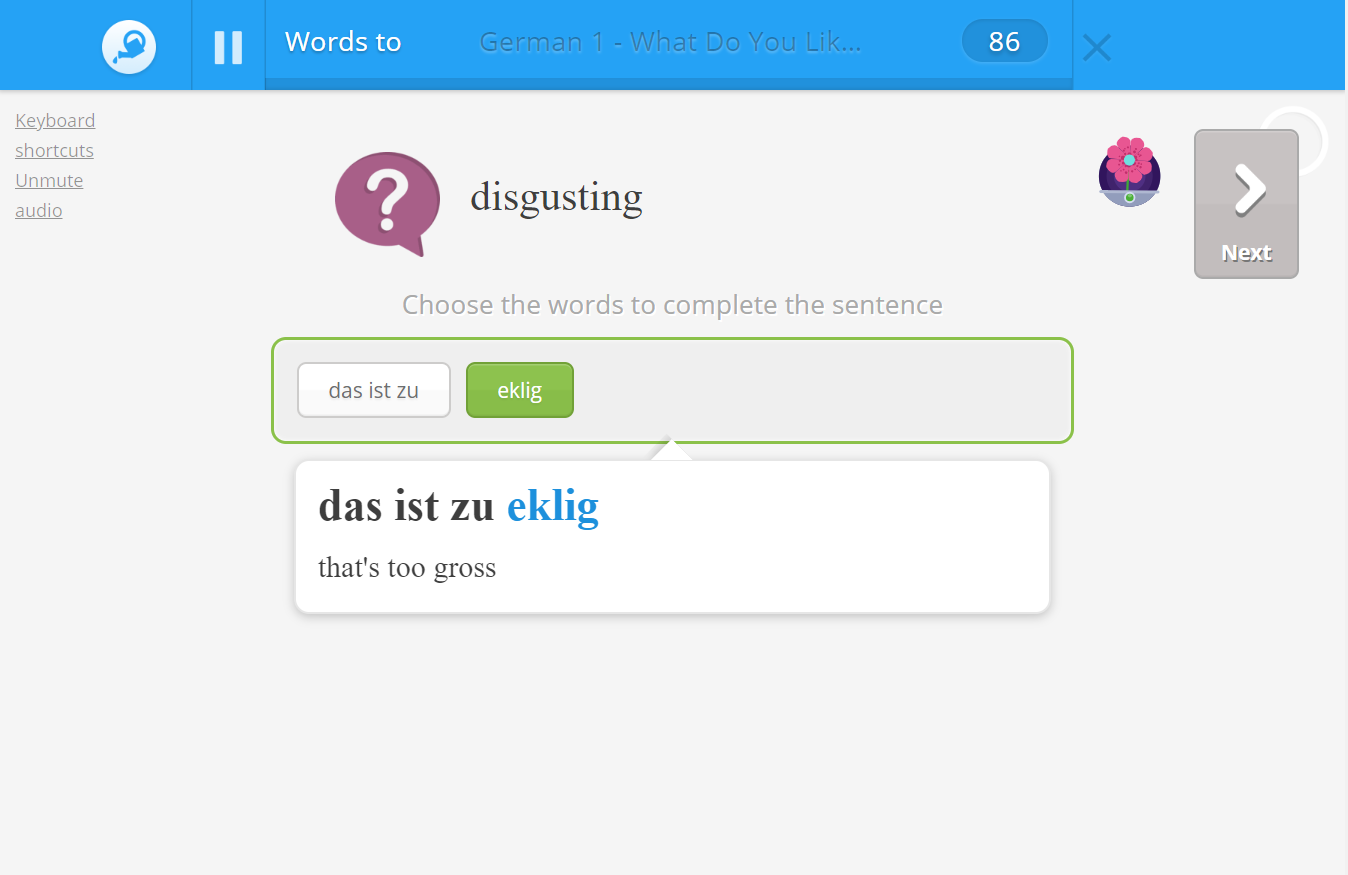 Words to
German 1 - What Do You Lik...
86
Keyboard
shortcuts
Unmute
audio
disgusting
Next
Choose the words to complete the sentence
das ist zu
eklig
das ist zu eklig
that's too gross